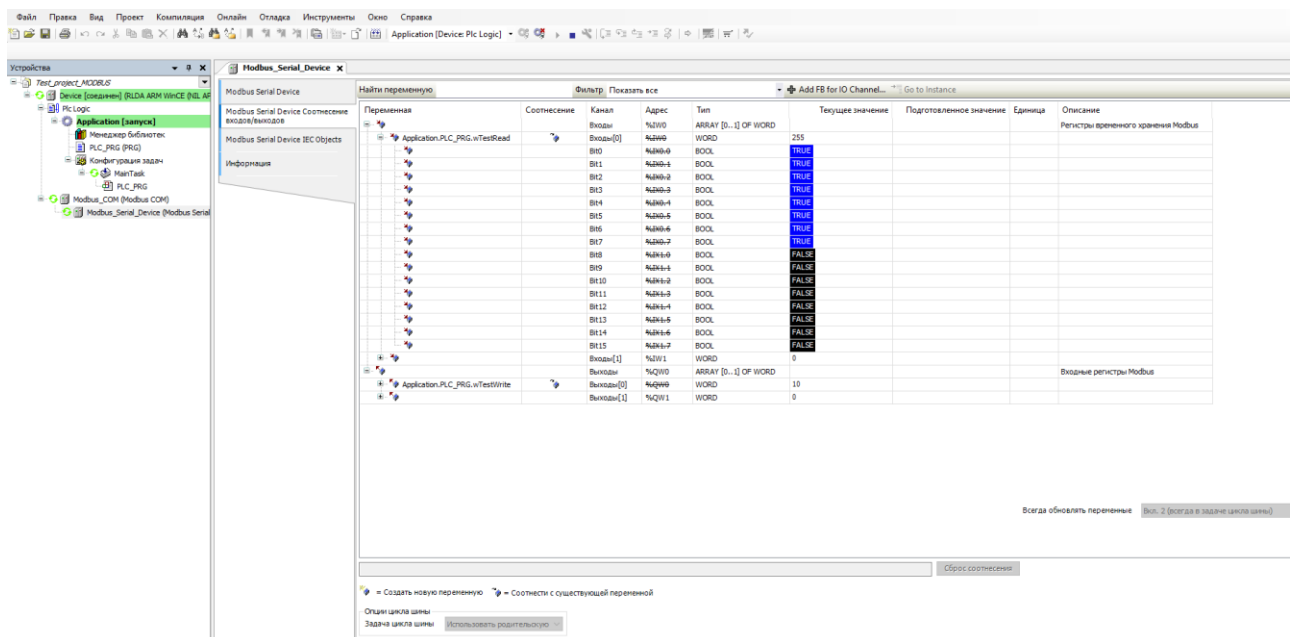 Файл Правка Вид Проект Компиляция Онлайн Отладка Инструменты Окно Справка
Application [Device: Plc Logic]
Устройства
Modbus_Serial_Device
Test_project_MODBUS
Device [соединен] (RLDA ARM WinCE (NIL AF
Plc Logic
Application [запуск]
Менеджер библиотек
PLC_PRG (PRG)
Конфигурация задач
MainTask
PLC_PRG
Modbus_COM (Modbus COM)
Modbus_Serial_Device (Modbus Serial
Modbus Serial Device
Modbus Serial Device Соотнесение
входов/выходов
Modbus Serial Device IEC Objects
Информация
Найти переменную Фильтр Показать все Add FB for IO Channel... Go to Instance
Переменная Соотнесение Канал Адрес Тип Текущее значение Подготовленное значение Единица Описание
Входы %IW0 ARRAY [0..1] OF WORD Регистры временного хранения Modbus
Application.PLC_PRG.wTestRead Входы[0] %IW0 WORD 255
Bit0 %IX0.0 BOOL TRUE
Bit1 %IX0.1 BOOL TRUE
Bit2 %IX0.2 BOOL TRUE
Bit3 %IX0.3 BOOL TRUE
Bit4 %IX0.4 BOOL TRUE
Bit5 %IX0.5 BOOL TRUE
Bit6 %IX0.6 BOOL TRUE
Bit7 %IX0.7 BOOL TRUE
Bit8 %IX1.0 BOOL FALSE
Bit9 %IX1.1 BOOL FALSE
Bit10 %IX1.2 BOOL FALSE
Bit11 %IX1.3 BOOL FALSE
Bit12 %IX1.4 BOOL FALSE
Bit13 %IX1.5 BOOL FALSE
Bit14 %IX1.6 BOOL FALSE
Bit15 %IX1.7 BOOL FALSE
Входы[1] %IW1 WORD 0
Выходы %QW0 ARRAY [0..1] OF WORD Входные регистры Modbus
Application.PLC_PRG.wTestWrite Выходы[0] %QW0 WORD 10
Выходы[1] %QW1 WORD 0
Всегда обновлять переменные Вкл. 2 (всегда в задаче цикла шины)
Сброс соотнесения
= Создать новую переменную = Соотнести с существующей переменной
Опции цикла шины
Задача цикла шины Использовать родительскую